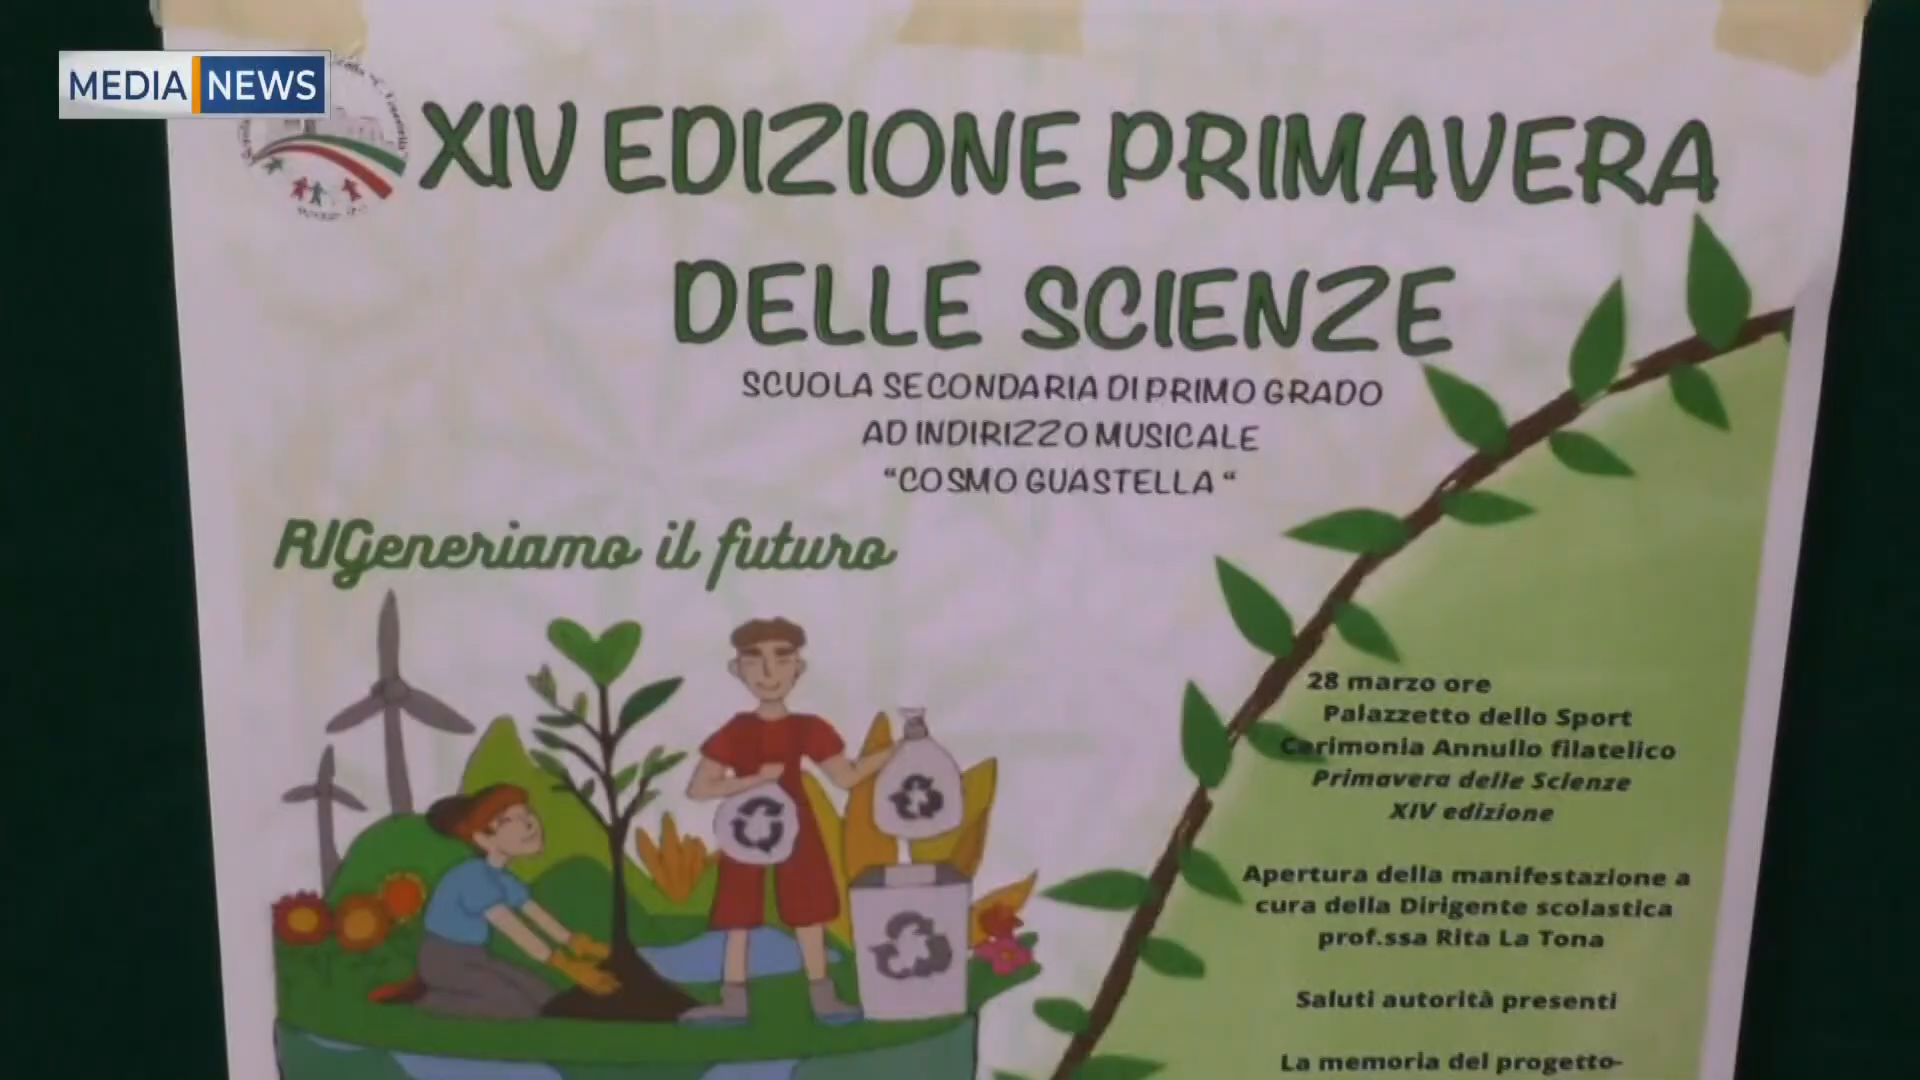 MEDIA NEWS
XIV EDIZIONE PRIMAVERA
DELLE SCIENZE
SCUOLA SECONDARIA DI PRIMO GRADO
AD INDIRIZZO MUSICALE
"COSMO GUASTELLA"
RIGeneriamo il futuro
28 marzo ore
Palazzetto dello Sport
Cerimonia Annullo filatelico
Primavera delle Scienze
XIV edizione
Apertura della manifestazione a
cura della Dirigente scolastica
prof.ssa Rita La Tona
Saluti autorità presenti
La memoria del progetto-